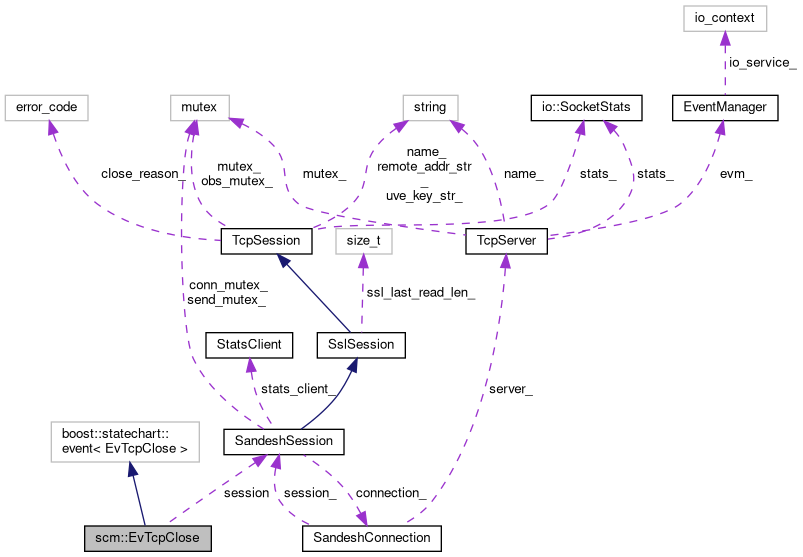 io_context
io_service_
error_code
mutex
string
io::SocketStats
EventManager
close_reason_
mutex_
obs_mutex_
mutex_
name_
remote_addr_str
_
uve_key_str_
name_
stats_
stats_
evm_
TcpSession
size_t
TcpServer
conn_mutex_
send_mutex_
ssl_last_read_len_
StatsClient
SslSession
stats_client_
server_
boost::statechart::
event< EvTcpClose >
SandeshSession
session
session_
connection_
scm::EvTcpClose
SandeshConnection